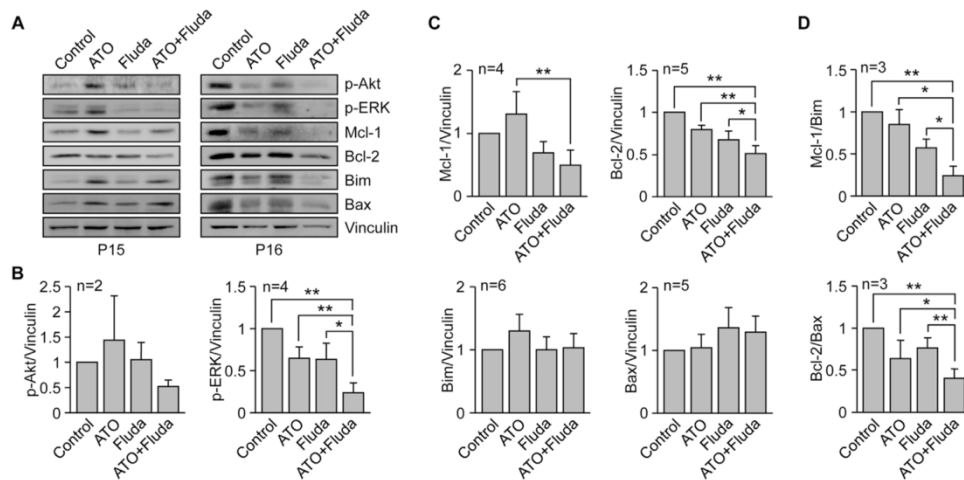 A
Control
ATO
Fluda
ATO+Fluda
Control
ATO
Fluda
ATO+Fluda
p-Akt
p-ERK
Mcl-1
Bcl-2
Bim
Bax
Vinculin
P15
P16
B
p-Akt/Vinculin
n=2
2.5
2
1.5
1
0.5
0
Control
ATO
Fluda
ATO+Fluda
p-ERK/Vinculin
n=4
1.5
1
0.5
0
**
**
*
Control
ATO
Fluda
ATO+Fluda
C
Mcl-1/Vinculin
n=4
2
1
0
**
Control
ATO
Fluda
ATO+Fluda
Bcl-2/Vinculin
n=5
1.5
1
0.5
0
**
**
*
Control
ATO
Fluda
ATO+Fluda
Bim/Vinculin
n=6
2
1
0
Control
ATO
Fluda
ATO+Fluda
Bax/Vinculin
n=5
2
1
0
Control
ATO
Fluda
ATO+Fluda
D
Mcl-1/Bim
n=3
1.5
1
0.5
0
**
*
*
Control
ATO
Fluda
ATO+Fluda
Bcl-2/Bax
n=3
1.5
1
0.5
0
**
*
**
Control
ATO
Fluda
ATO+Fluda